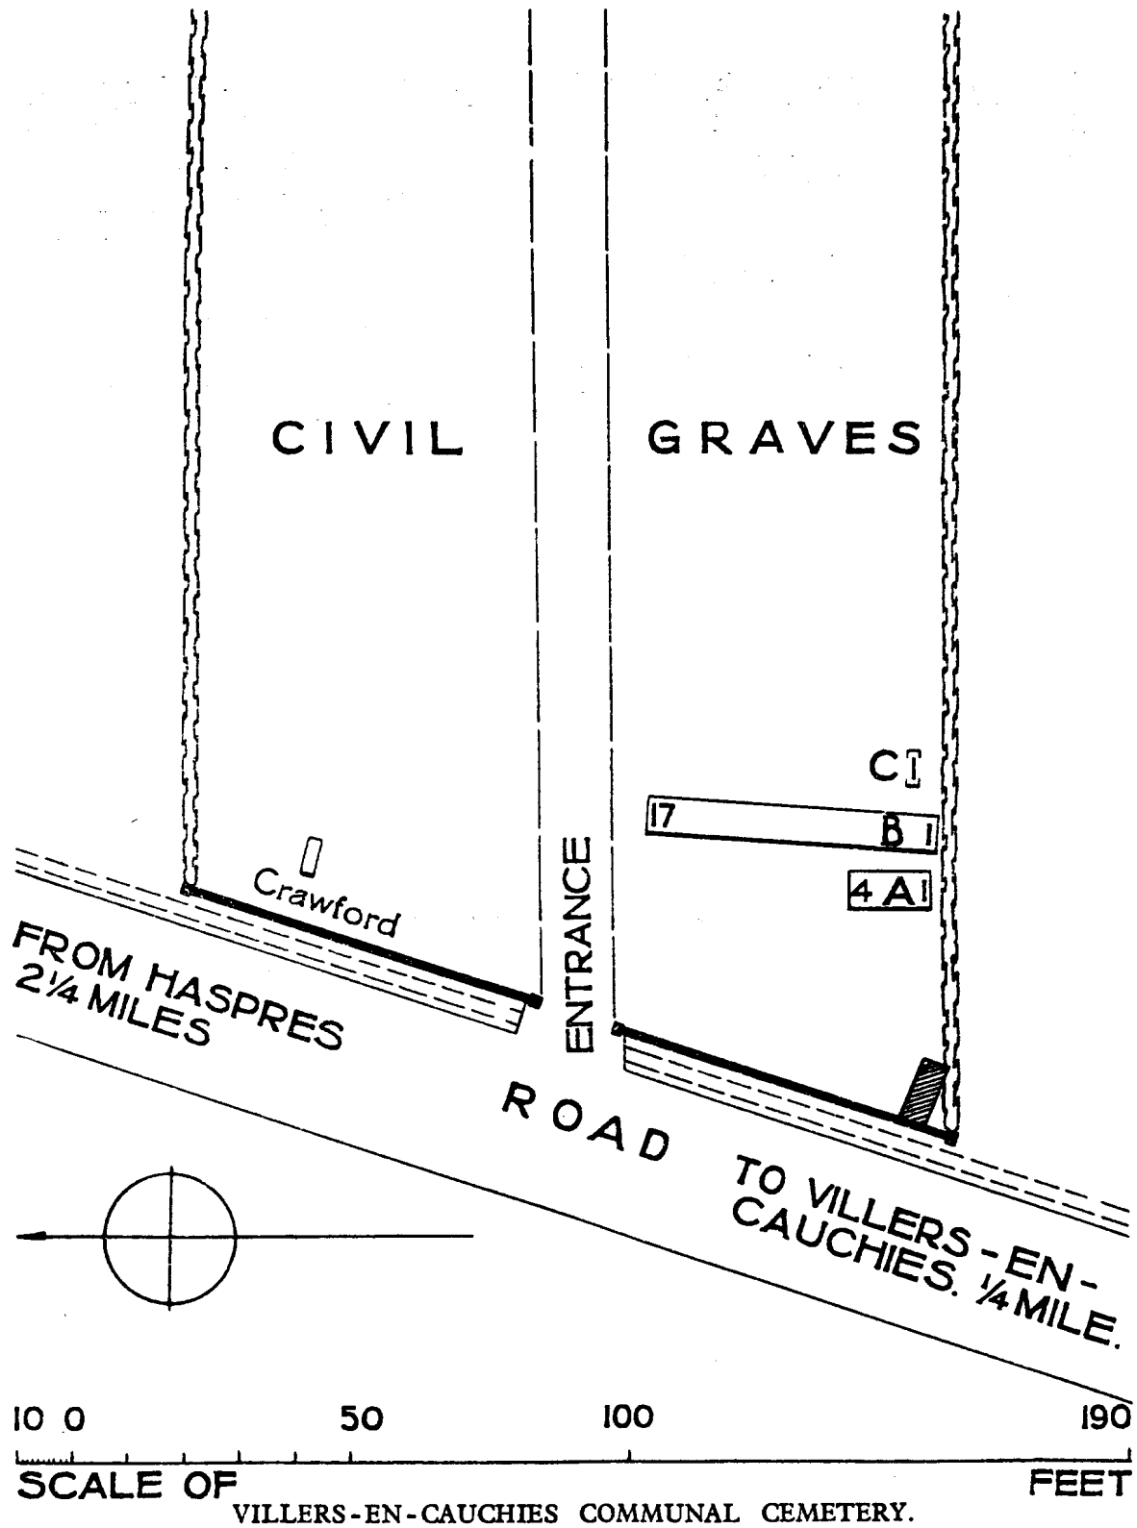 CIVIL GRAVES
C 1
17 B 1
4 A 1
Crawford
ENTRANCE
FROM HASPRES
2¼ MILES
ROAD
TO VILLERS-EN-
CAUCHIES. ¼ MILE.
10 0 50 100 190
SCALE OF FEET
VILLERS-EN-CAUCHIES COMMUNAL CEMETERY.